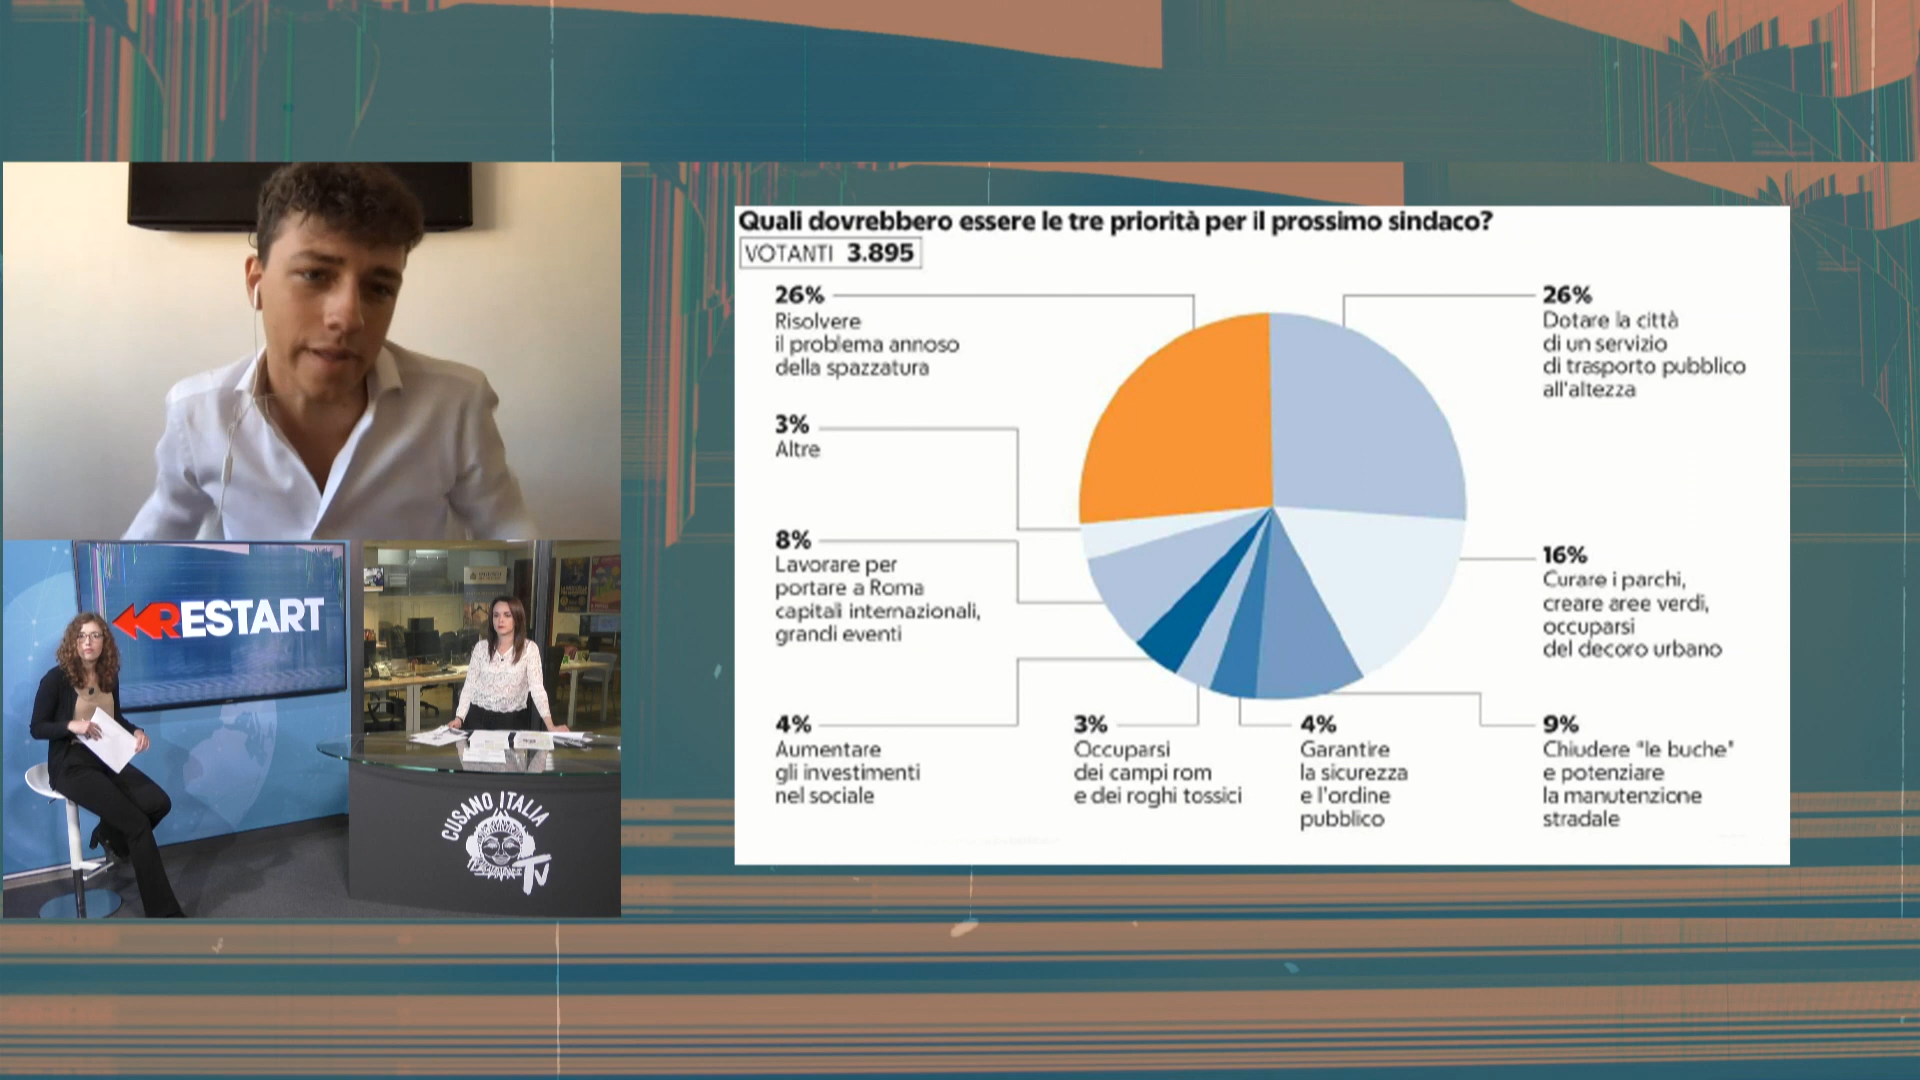 Quali dovrebbero essere le tre priorità per il prossimo sindaco?
VOTANTI 3.895
26%
Risolvere
il problema annoso
della spazzatura
26%
Dotare la città
di un servizio
di trasporto pubblico
all'altezza
3%
Altre
8%
Lavorare per
portare a Roma
capitali internazionali,
grandi eventi
16%
Curare i parchi,
creare aree verdi,
occuparsi
del decoro urbano
4%
Aumentare
gli investimenti
nel sociale
3%
Occuparsi
dei campi rom
e dei roghi tossici
4%
Garantire
la sicurezza
e l'ordine
pubblico
9%
Chiudere "le buche"
e potenziare
la manutenzione
stradale
RESTART
CUSANO ITALIA
TV